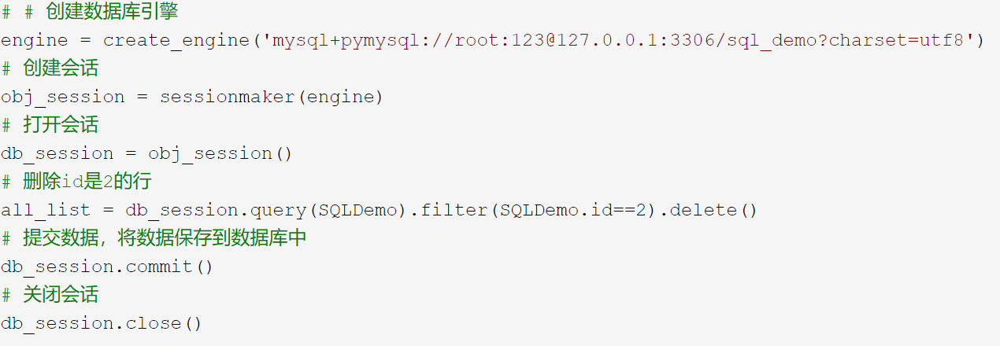 # # 创建数据库引擎
engine = create_engine('mysql+pymysql://root:123@127.0.0.1:3306/sql_demo?charset=utf8')
# 创建会话
obj_session = sessionmaker(engine)
# 打开会话
db_session = obj_session()
# 删除id是2的行
all_list = db_session.query(SQLDemo).filter(SQLDemo.id==2).delete()
# 提交数据，将数据保存到数据库中
db_session.commit()
# 关闭会话
db_session.close()